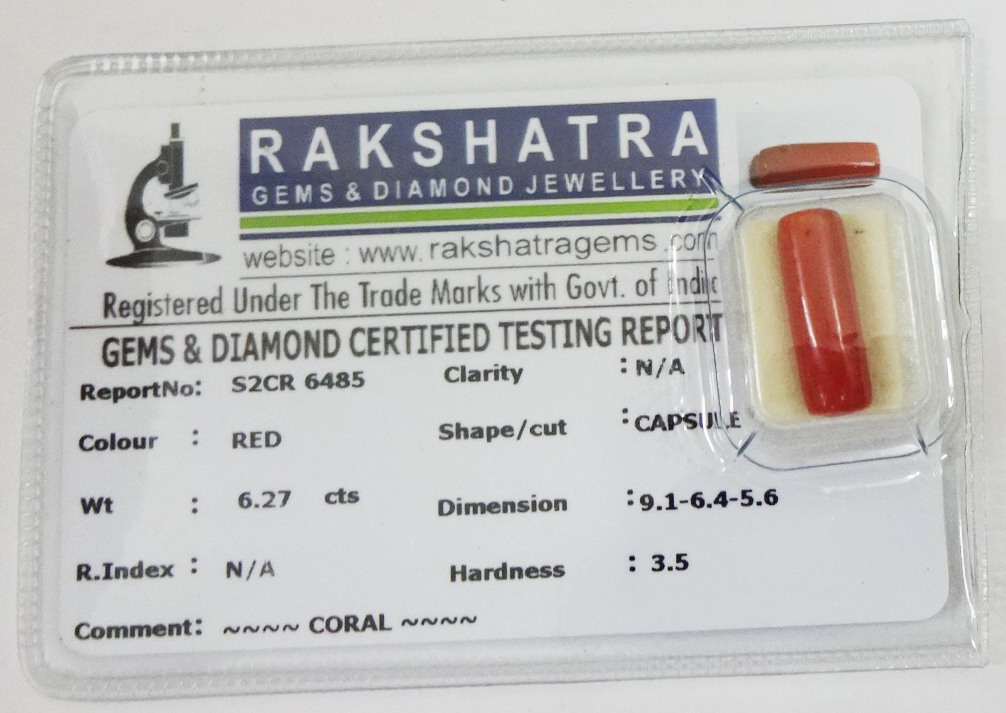 RAKSHATRA
GEMS & DIAMOND JEWELLERY
website : www.rakshatragems.com
Registered Under The Trade Marks with Govt. of India
GEMS & DIAMOND CERTIFIED TESTING REPORT
ReportNo: S2CR 6485 Clarity : N/A
Colour : RED Shape/cut : CAPSULE
Wt : 6.27 cts Dimension : 9.1-6.4-5.6
R.Index : N/A Hardness : 3.5
Comment: ~~~~ CORAL ~~~~